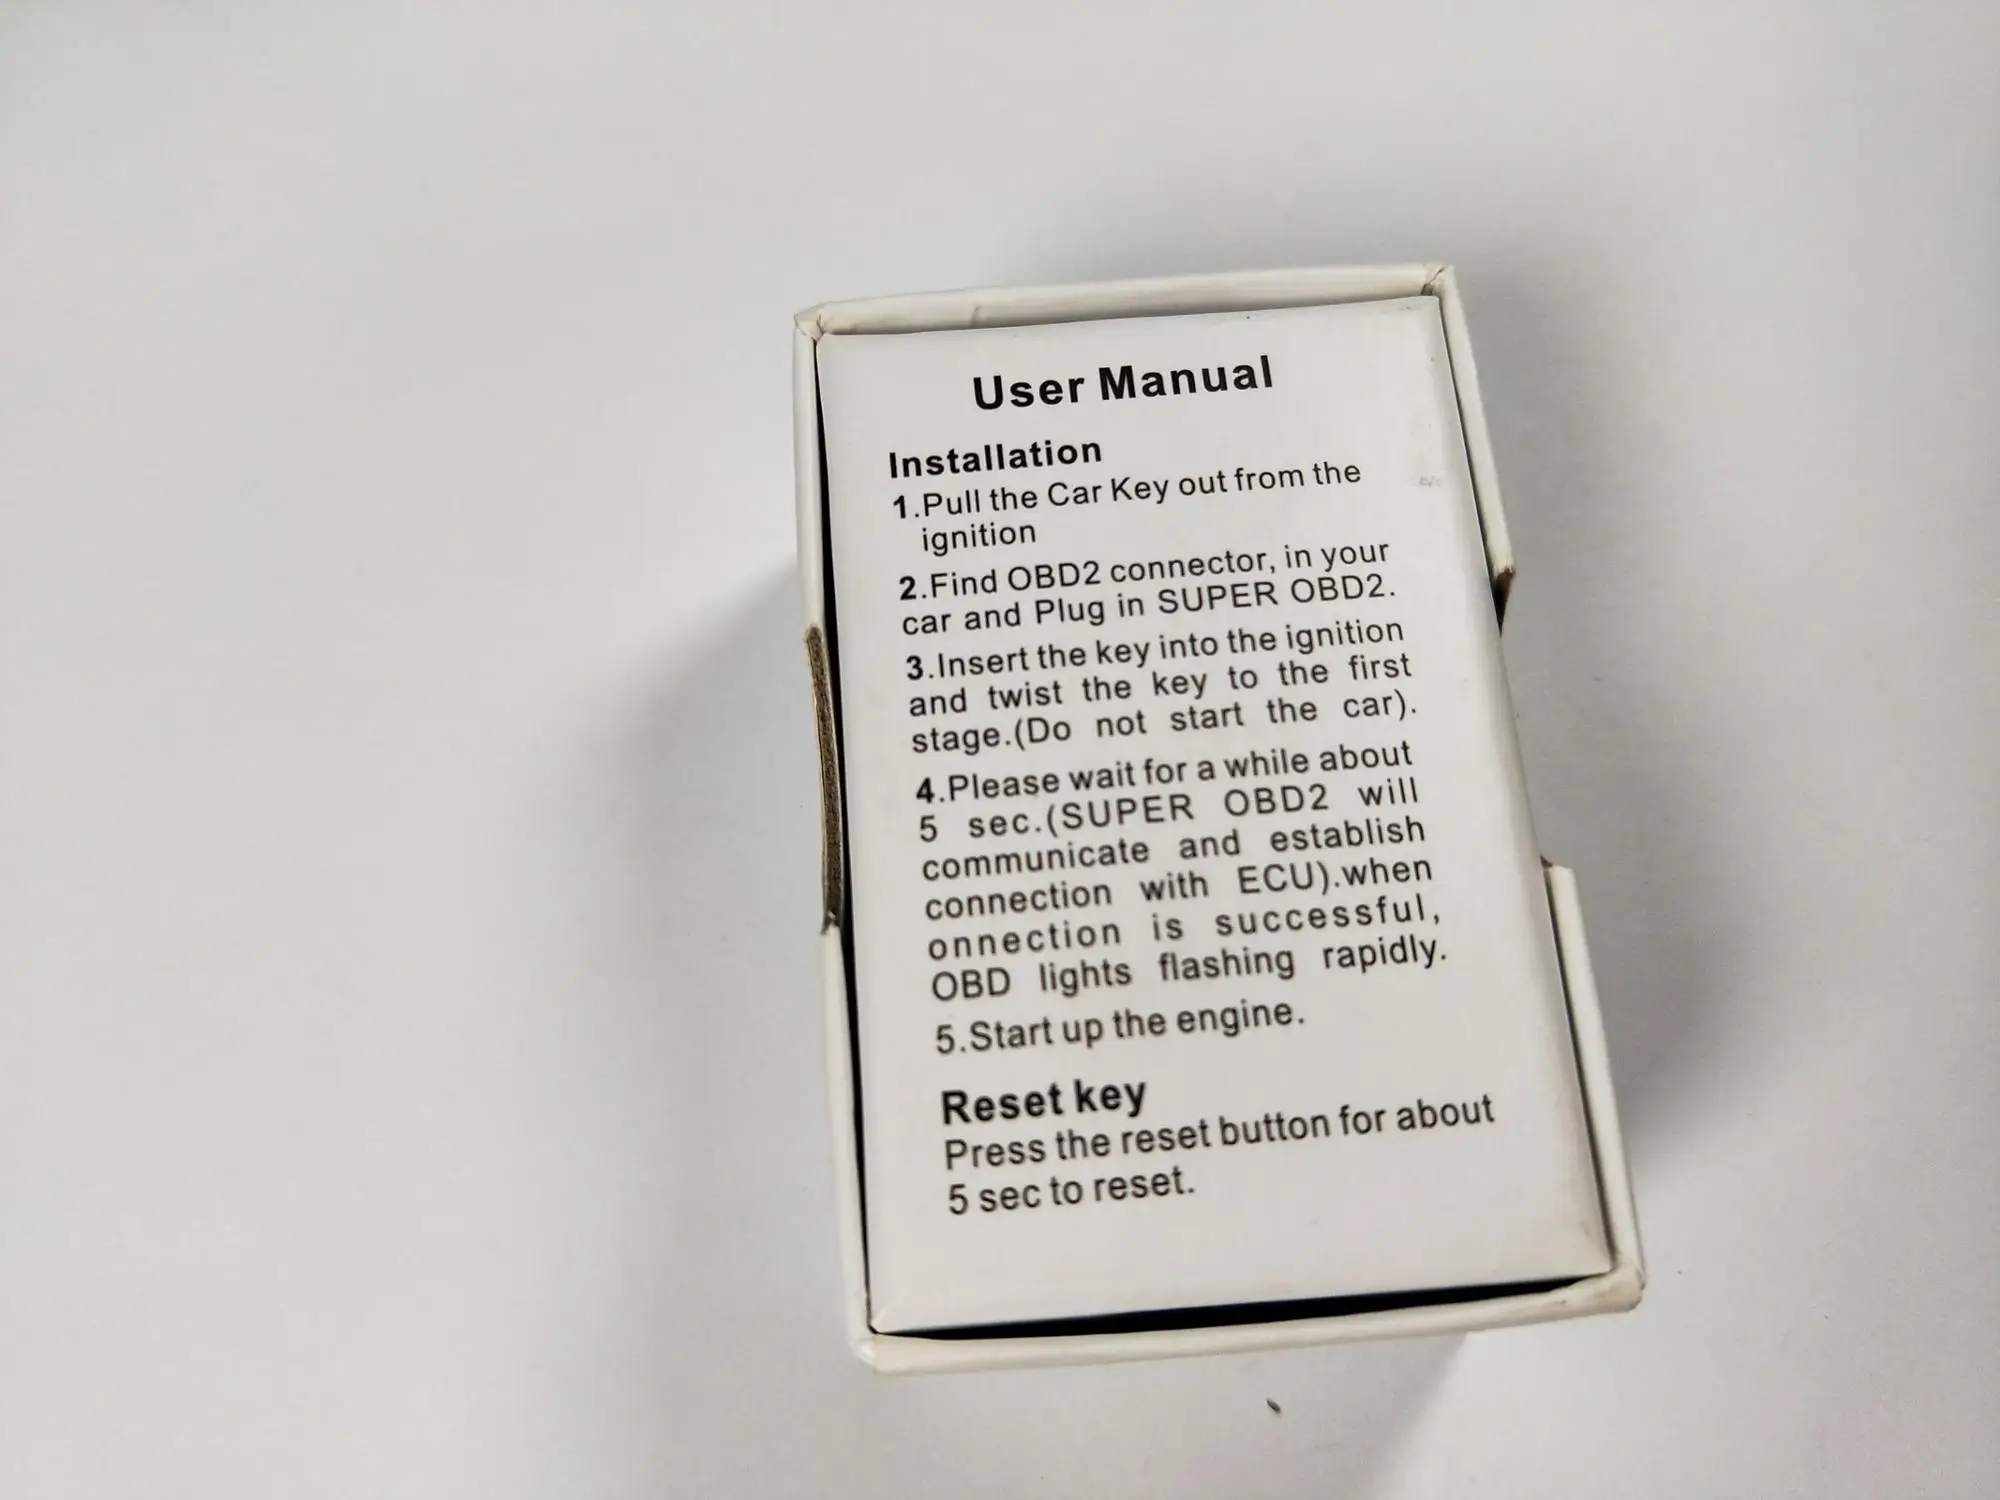 User Manual
Installation
1.Pull the Car Key out from the
ignition
2.Find OBD2 connector, in your
car and Plug in SUPER OBD2.
3.Insert the key into the ignition
and twist the key to the first
stage.(Do not start the car).
4.Please wait for a while about
5 sec.(SUPER OBD2 will
communicate and establish
connection with ECU).when
onnection is successful,
OBD lights flashing rapidly.
5.Start up the engine.
Reset key
Press the reset button for about
5 sec to reset.